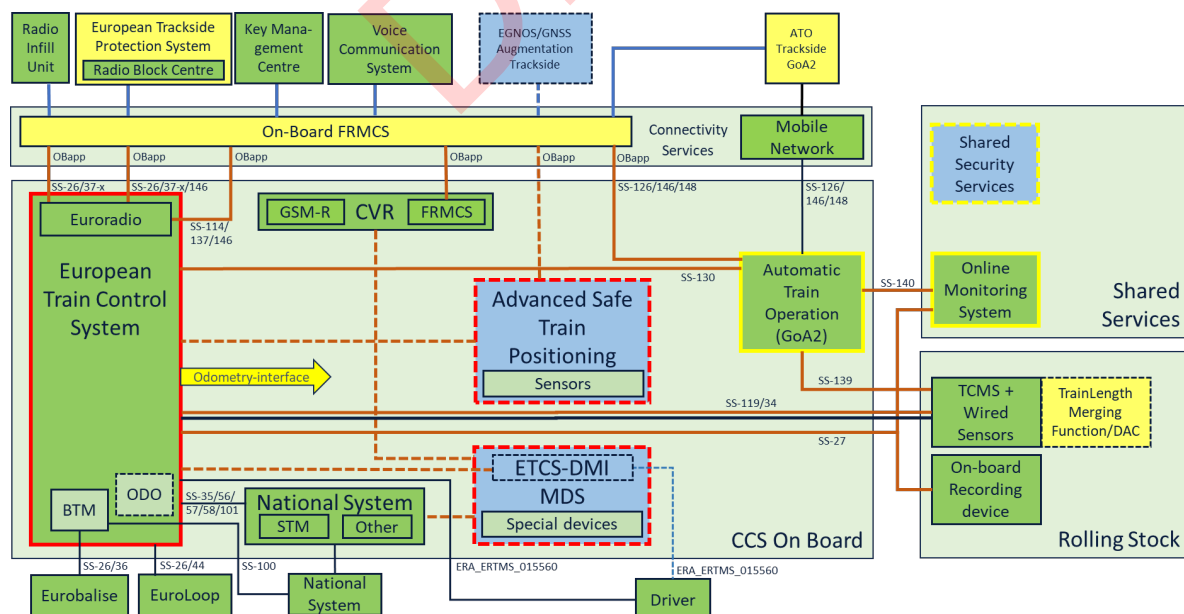 Radio
Infill
Unit
European Trackside
Protection System
Radio Block Centre
Key Mana-
gement
Centre
Voice
Communication
System
EGNOS/GNSS
Augmentation
Trackside
ATO
Trackside
GoA2
On-Board FRMCS
Connectivity
Services
Mobile
Network
OBapp
OBapp
OBapp
OBapp
OBapp
OBapp
SS-26/37-x
SS-26/37-x/146
SS-126/146/148
SS-126/
146/148
Shared
Security
Services
Euroradio
SS-114/
137/146
GSM-R
CVR
FRMCS
European
Train Control
System
SS-130
Automatic
Train
Operation
(GoA2)
SS-140
Online
Monitoring
System
Shared
Services
Advanced Safe
Train
Positioning
Sensors
Odometry-interface
SS-139
SS-119/34
SS-27
TCMS +
Wired
Sensors
TrainLength
Merging
Function/DAC
On-board
Recording
device
Rolling Stock
ETCS-DMI
MDS
Special devices
BTM
ODO
SS-35/56/
57/58/101
National System
STM
Other
CCS On Board
SS-26/36
SS-26/44
SS-100
ERA_ERTMS_015560
ERA_ERTMS_015560
Eurobalise
EuroLoop
National
System
Driver